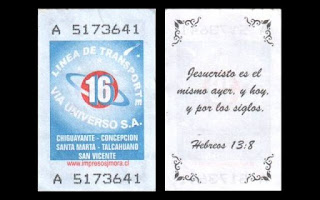 A 5173641
LINEA DE TRANSPORTE
16
VIA UNIVERSO S.A.
CHIGUAYANTE - CONCEPCION
SANTA MARTA - TALCAHUANO
SAN VICENTE
www.impresosjmora.cl
A 5173641
Jesucristo es el
mismo ayer, y hoy,
y por los siglos.
Hebreos 13:8